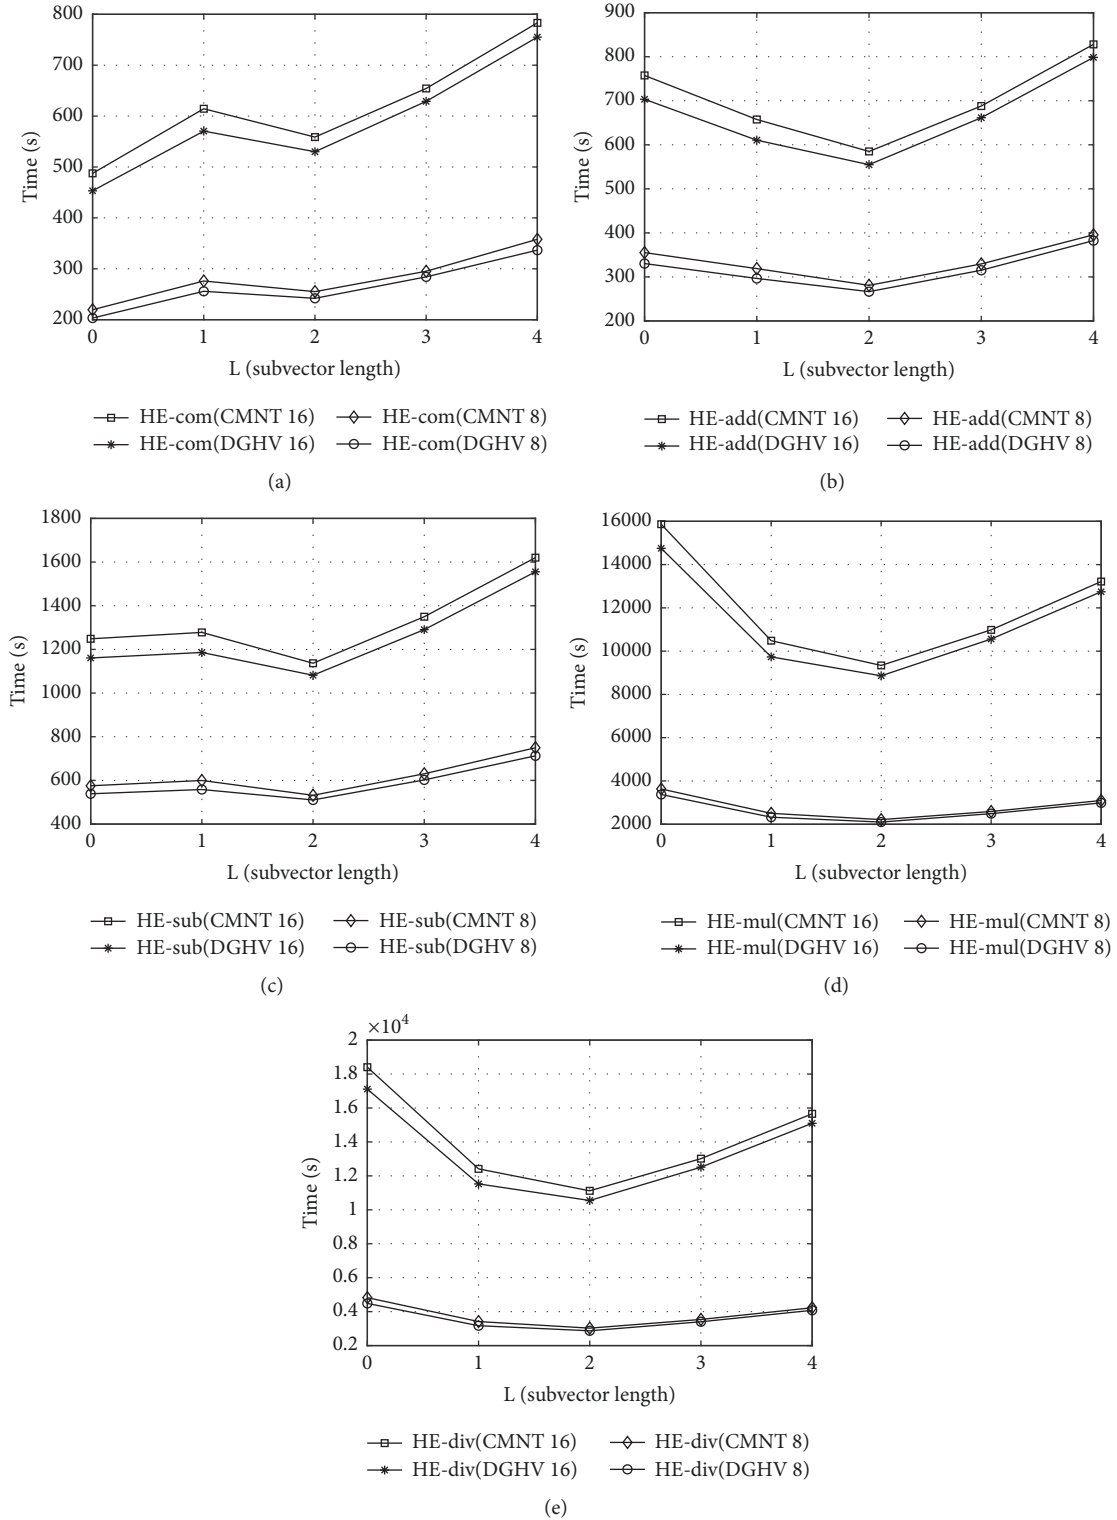 800
700
600
500
400
300
200
Time (s)
0 1 2 3 4
L (subvector length)
HE-com(CMNT 16) HE-com(CMNT 8)
HE-com(DGHV 16) HE-com(DGHV 8)
(a)
900
800
700
600
500
400
300
200
Time (s)
0 1 2 3 4
L (subvector length)
HE-add(CMNT 16) HE-add(CMNT 8)
HE-add(DGHV 16) HE-add(DGHV 8)
(b)
1800
1600
1400
1200
1000
800
600
400
Time (s)
0 1 2 3 4
L (subvector length)
HE-sub(CMNT 16) HE-sub(CMNT 8)
HE-sub(DGHV 16) HE-sub(DGHV 8)
(c)
16000
14000
12000
10000
8000
6000
4000
2000
Time (s)
0 1 2 3 4
L (subvector length)
HE-mul(CMNT 16) HE-mul(CMNT 8)
HE-mul(DGHV 16) HE-mul(DGHV 8)
(d)
×10⁴
2
1.8
1.6
1.4
1.2
1
0.8
0.6
0.4
0.2
Time (s)
0 1 2 3 4
L (subvector length)
HE-div(CMNT 16) HE-div(CMNT 8)
HE-div(DGHV 16) HE-div(DGHV 8)
(e)